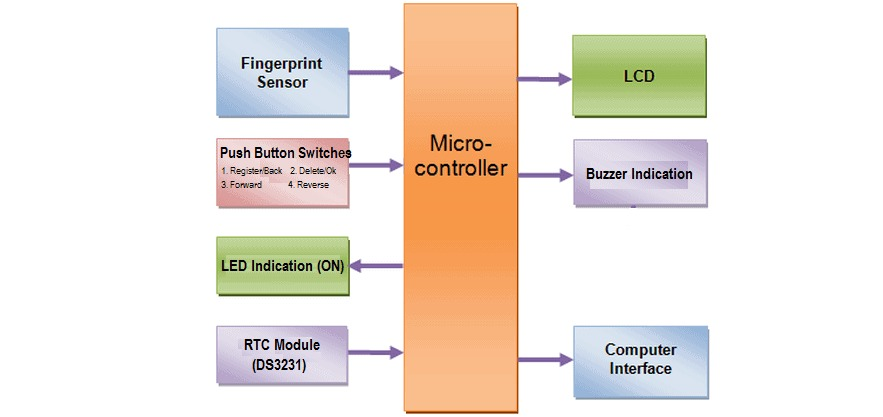 Fingerprint
Sensor
Push Button Switches
1. Register/Back 2. Delete/Ok
3. Forward 4. Reverse
LED Indication (ON)
RTC Module
(DS3231)
Micro-
controller
LCD
Buzzer Indication
Computer
Interface